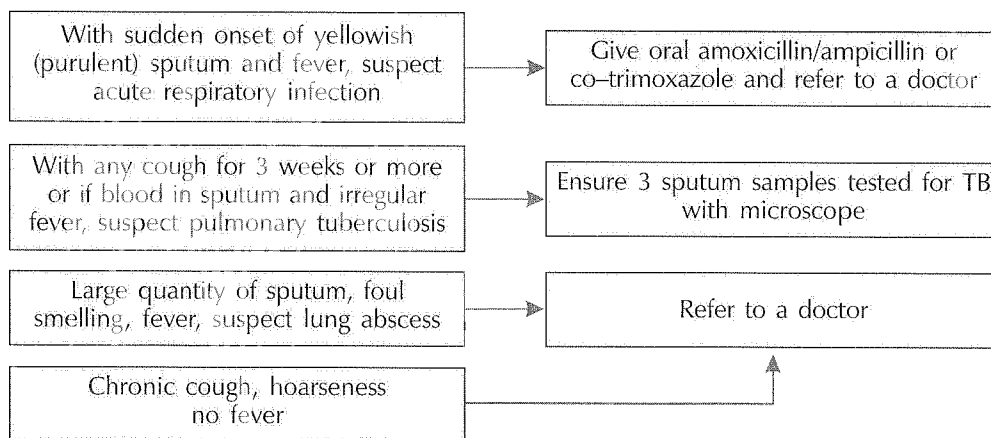 With sudden onset of yellowish
(purulent) sputum and fever, suspect
acute respiratory infection
Give oral amoxicillin/ampicillin or
co–trimoxazole and refer to a doctor
With any cough for 3 weeks or more
or if blood in sputum and irregular
fever, suspect pulmonary tuberculosis
Ensure 3 sputum samples tested for TB
with microscope
Large quantity of sputum, foul
smelling, fever, suspect lung abscess
Refer to a doctor
Chronic cough, hoarseness
no fever